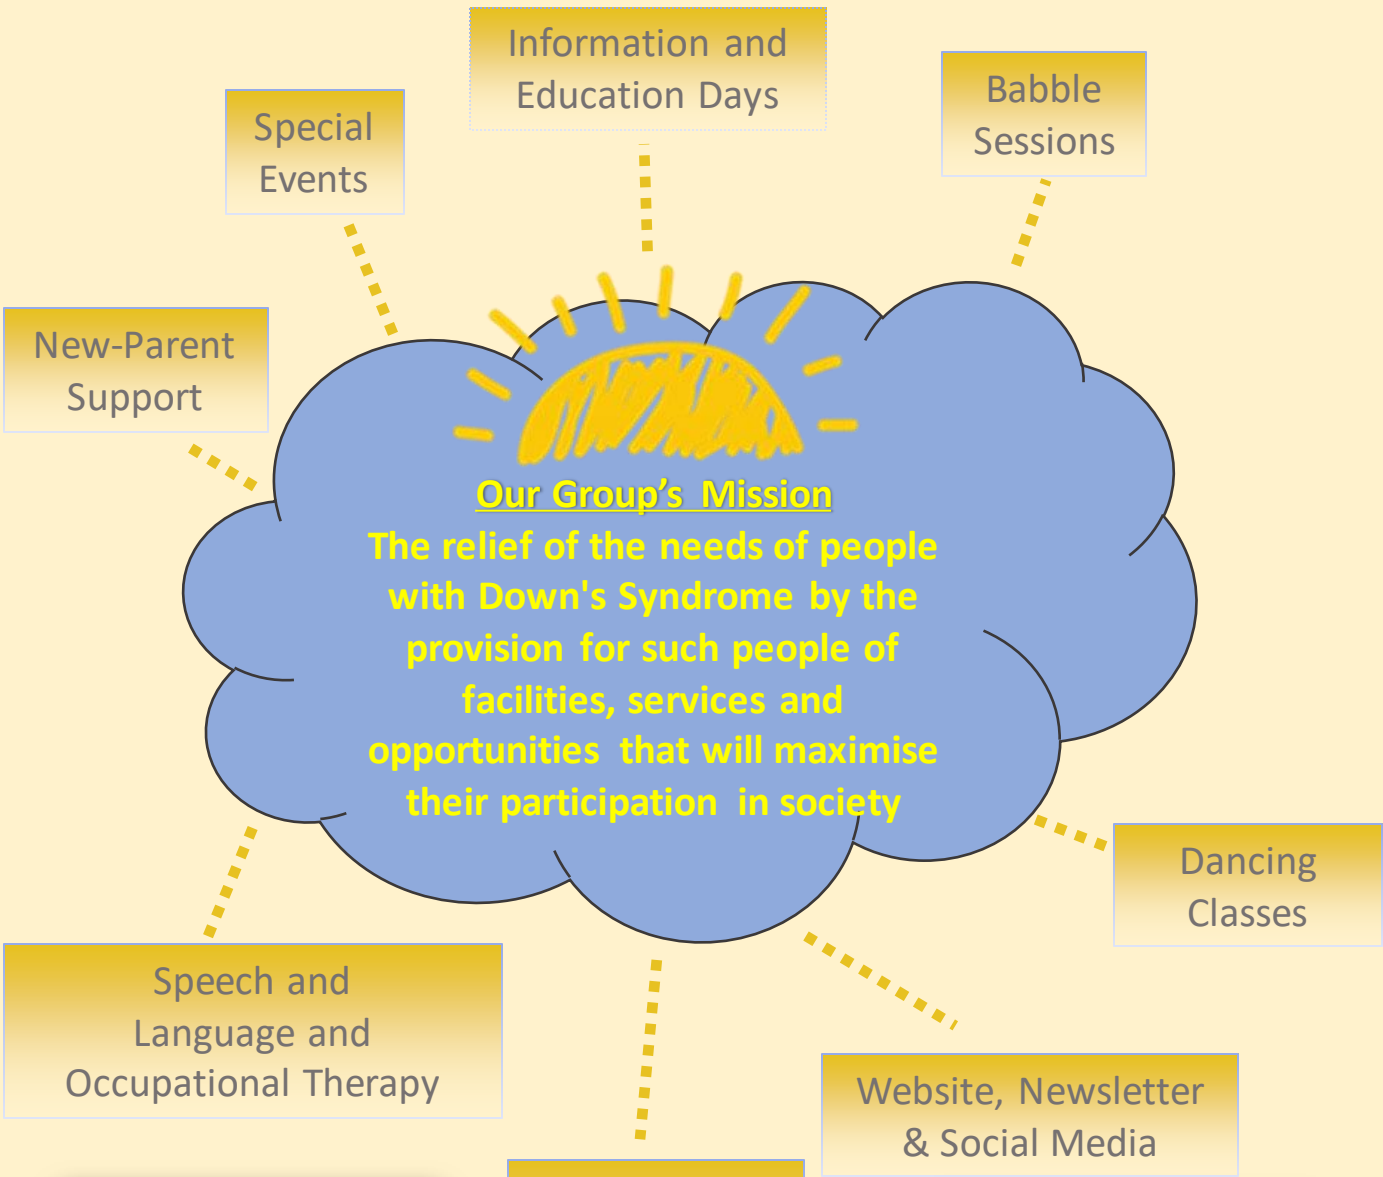 Information and
Education Days
Babble
Sessions
Special
Events
New-Parent
Support
Our Group’s Mission
The relief of the needs of people
with Down's Syndrome by the
provision for such people of
facilities, services and
opportunities that will maximise
their participation in society
Dancing
Classes
Speech and
Language and
Occupational Therapy
Website, Newsletter
& Social Media